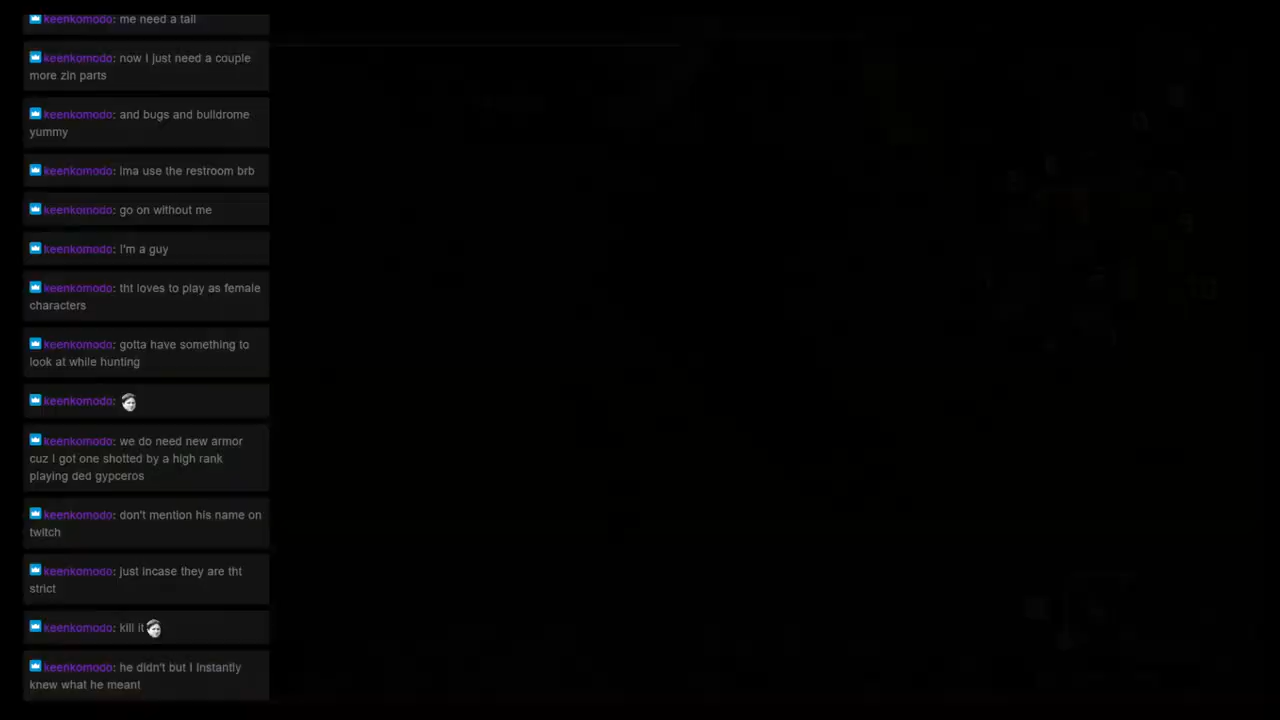 keenkomodo: me need a tail
keenkomodo: now I just need a couple
more zin parts
keenkomodo: and bugs and bulldrome
yummy
keenkomodo: ima use the restroom brb
keenkomodo: go on without me
keenkomodo: I'm a guy
keenkomodo: tht loves to play as female
characters
keenkomodo: gotta have something to
look at while hunting
keenkomodo:
keenkomodo: we do need new armor
cuz I got one shotted by a high rank
playing ded gypceros
keenkomodo: don't mention his name on
twitch
keenkomodo: just incase they are tht
strict
keenkomodo: kill it
keenkomodo: he didn't but I instantly
knew what he meant